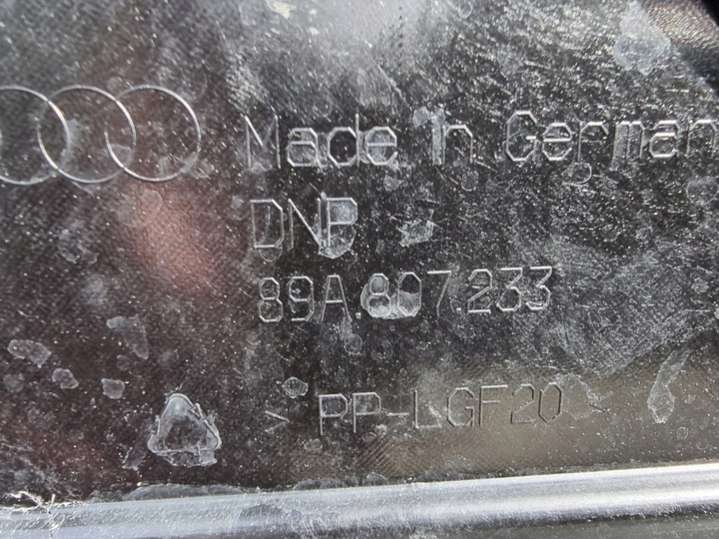 Made in German
DNP
89A.807.233
> PP-LGF20 <